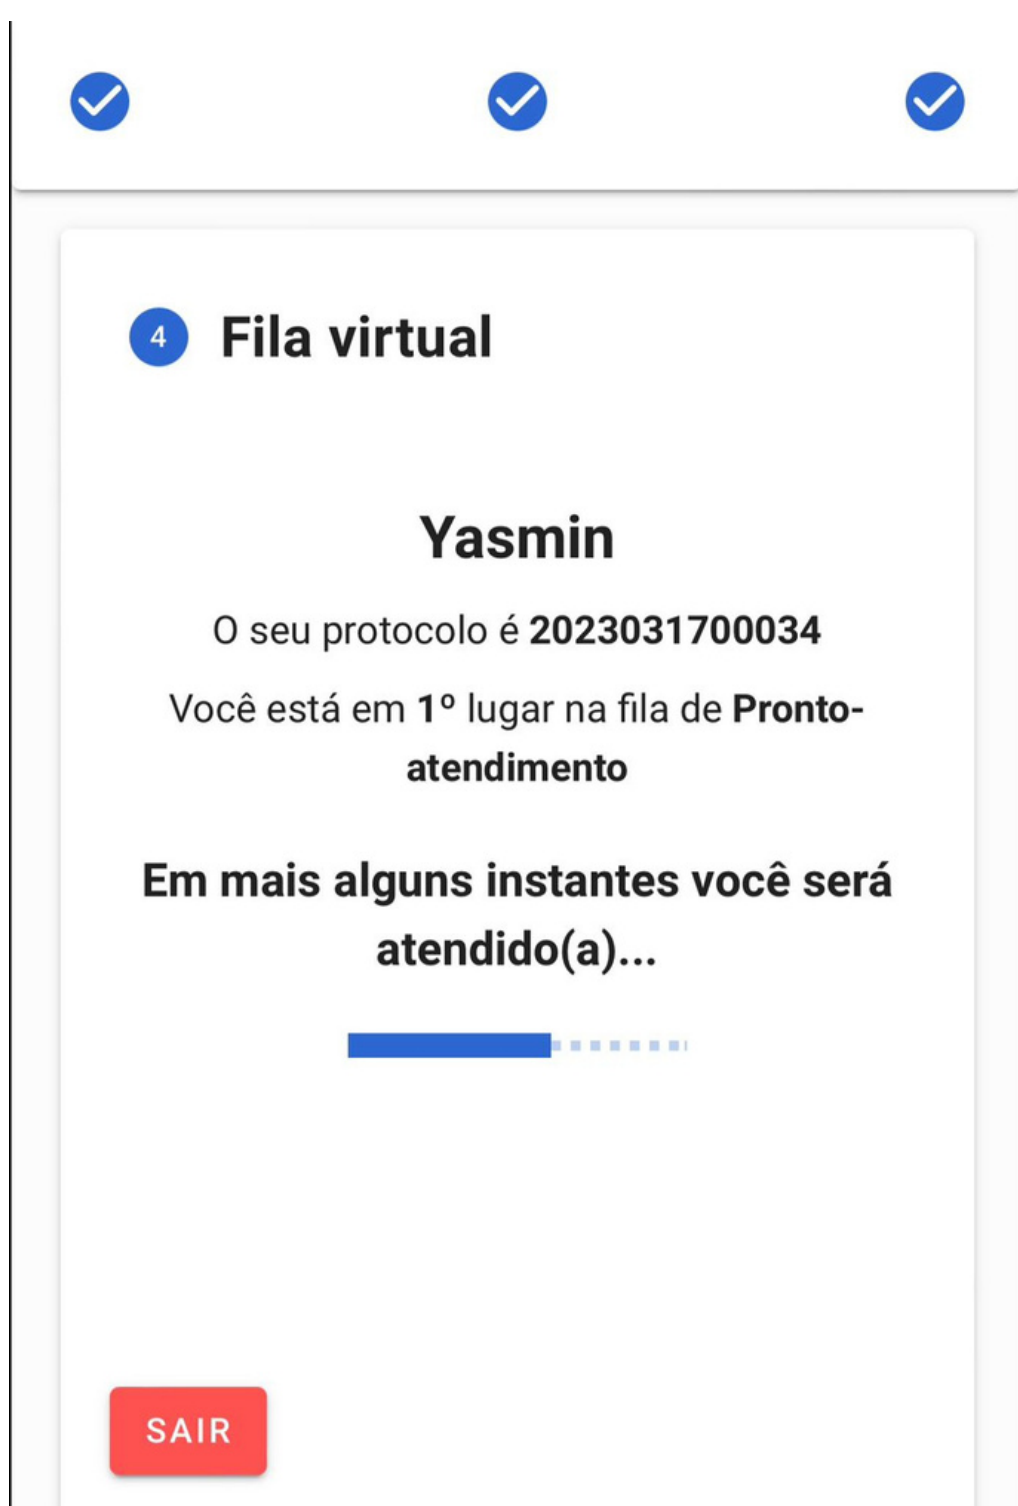 4 Fila virtual
Yasmin
O seu protocolo é 2023031700034
Você está em 1º lugar na fila de Pronto-
atendimento
Em mais alguns instantes você será
atendido(a)...
SAIR